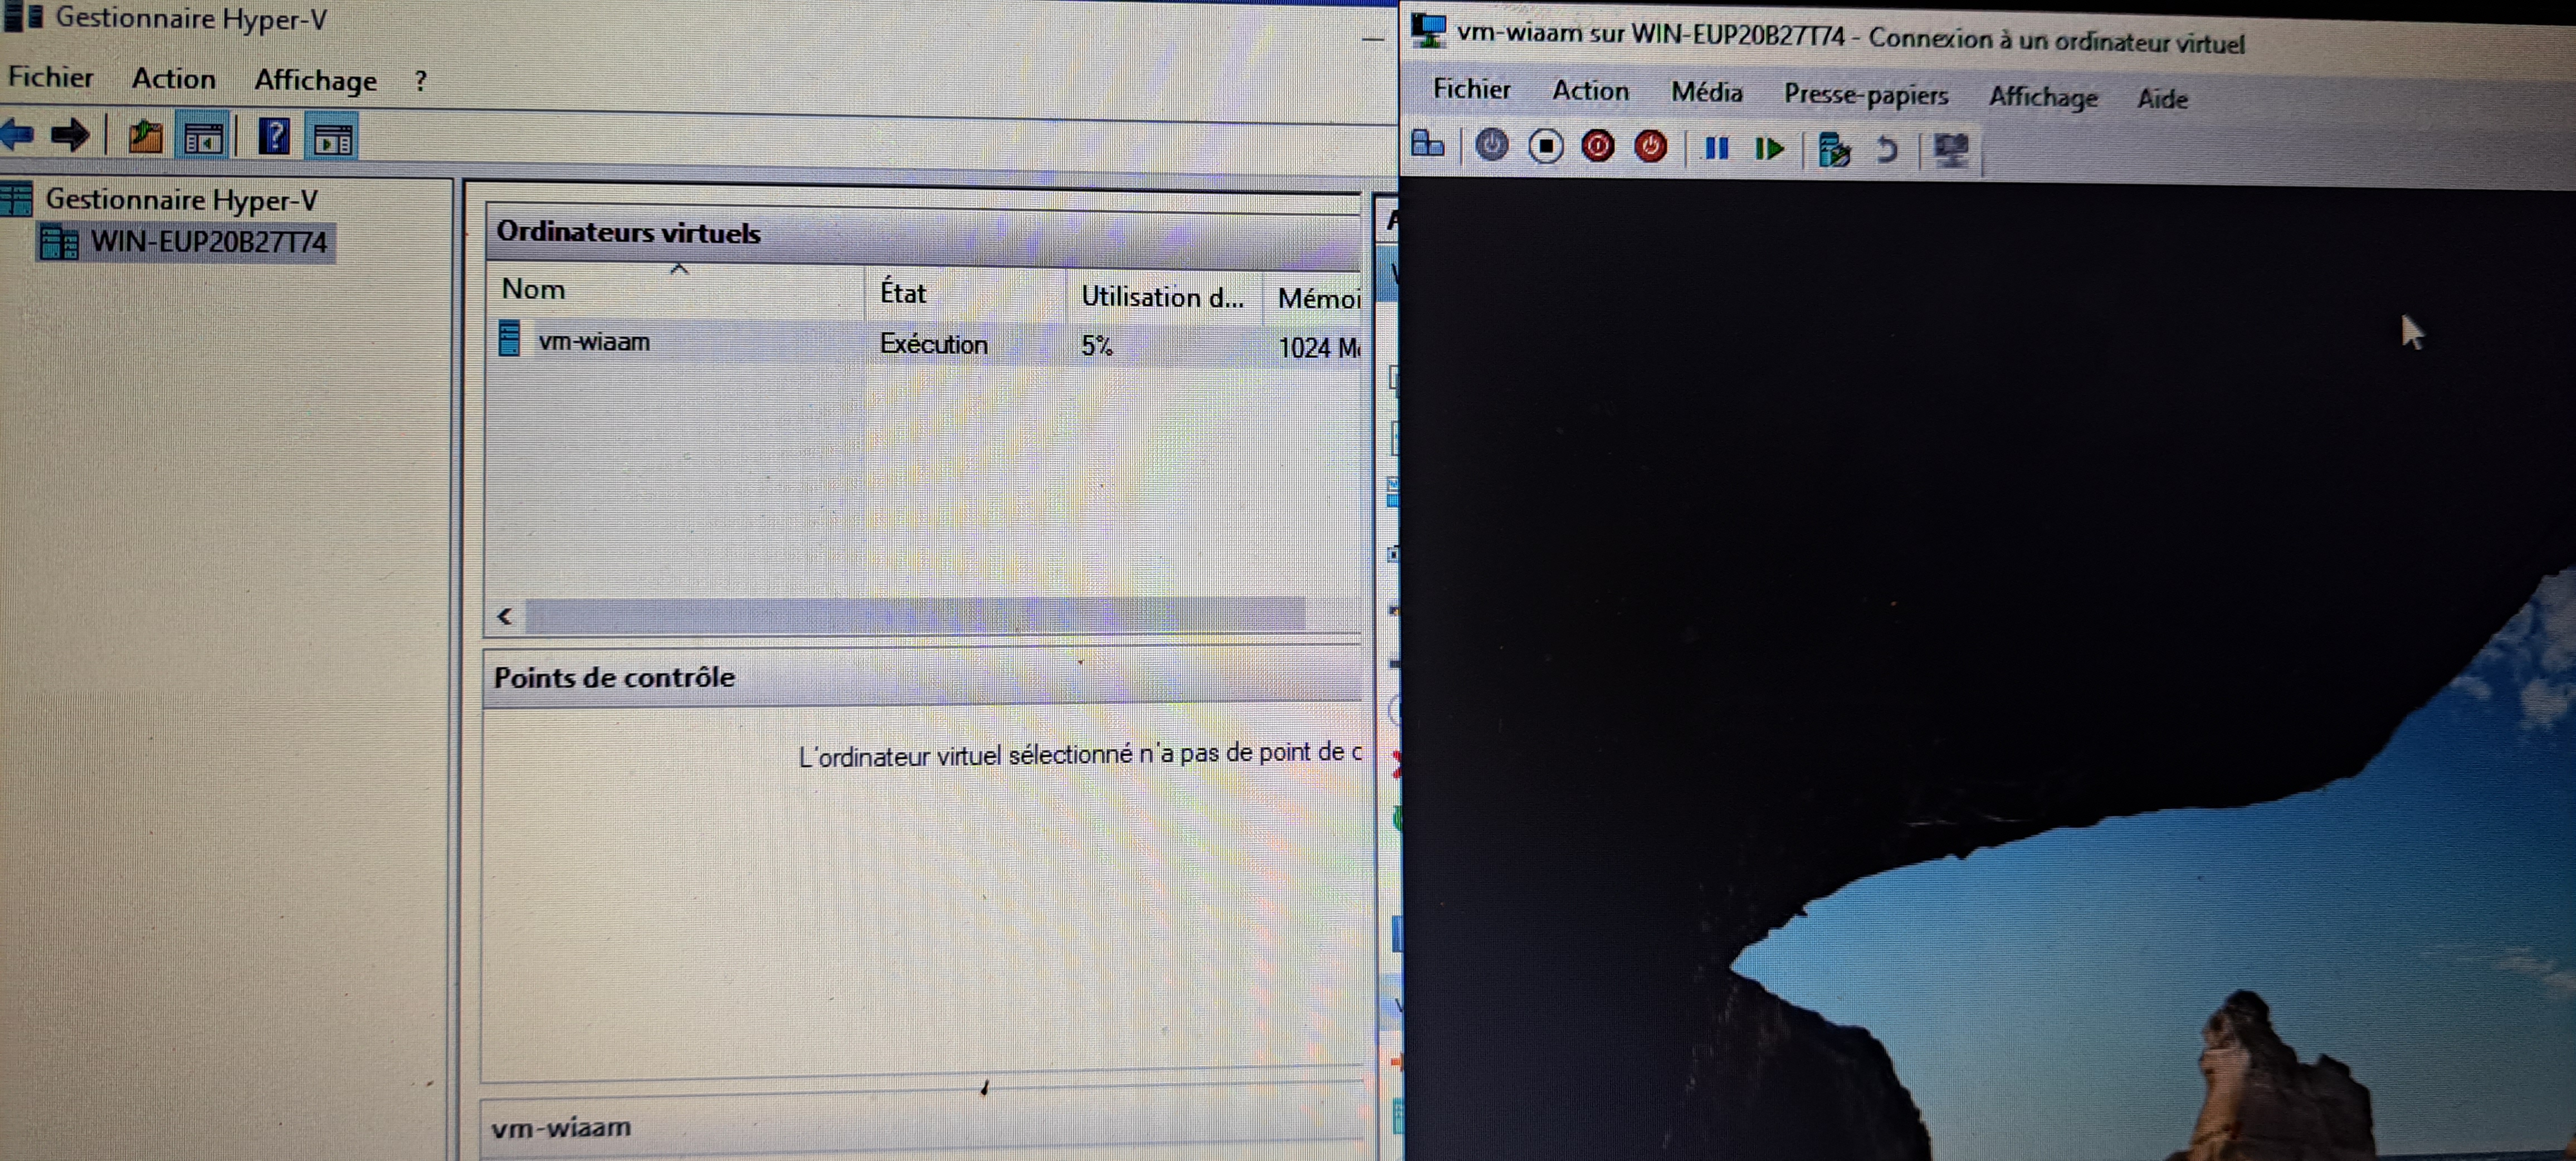 Gestionnaire Hyper-V
Fichier Action Affichage ?
Gestionnaire Hyper-V
WIN-EUP20B27T74
Ordinateurs virtuels
Nom État Utilisation d... Mémoi
vm-wiaam Exécution 5% 1024 M
Points de contrôle
L'ordinateur virtuel sélectionné n'a pas de point de c
vm-wiaam
vm-wiaam sur WIN-EUP20B27T74 - Connexion à un ordinateur virtuel
Fichier Action Média Presse-papiers Affichage Aide